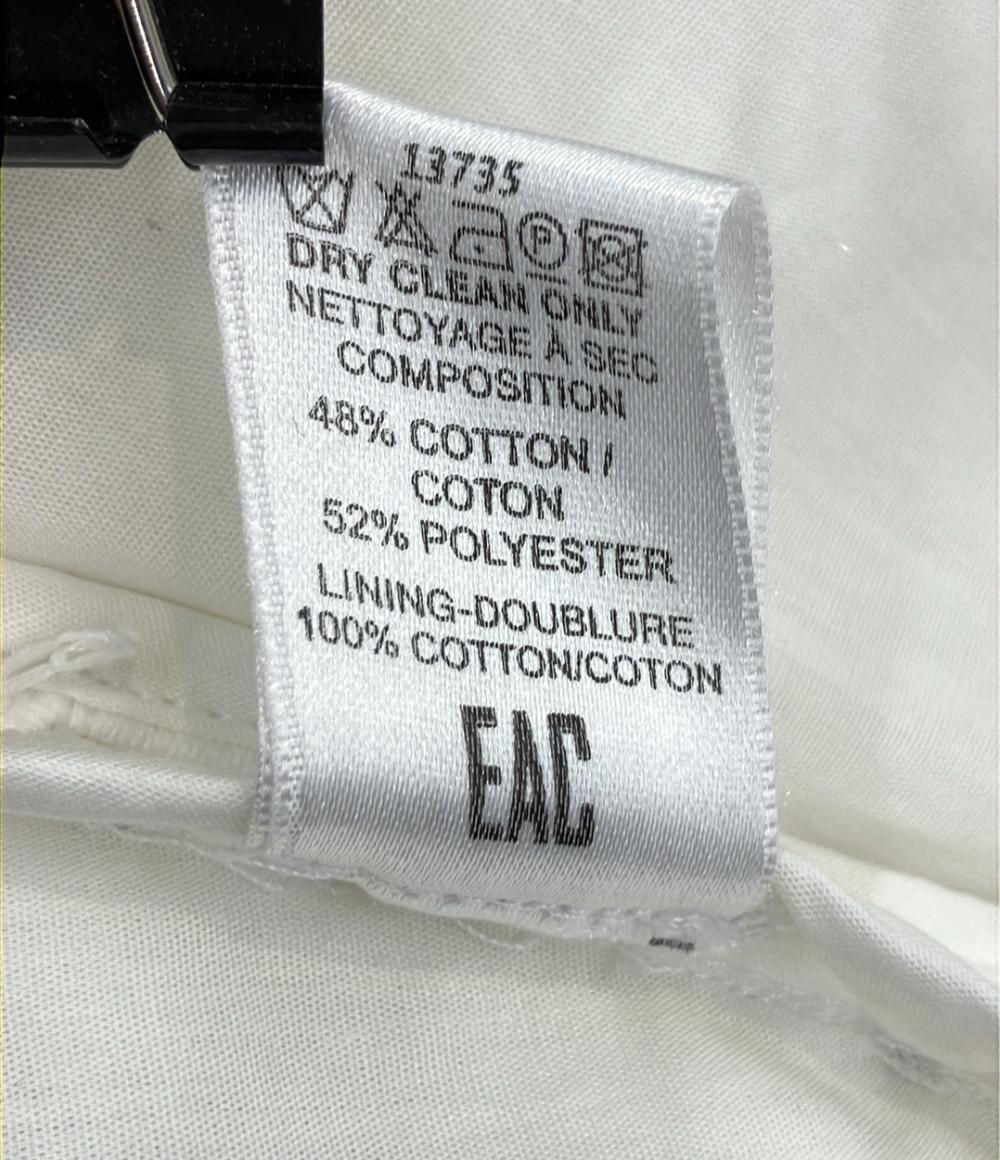 13735
P
DRY CLEAN ONLY
NETTOYAGE À SEC
COMPOSITION
48% COTTON /
COTON
52% POLYESTER
LINING-DOUBLURE
100% COTTON/COTON
EAC